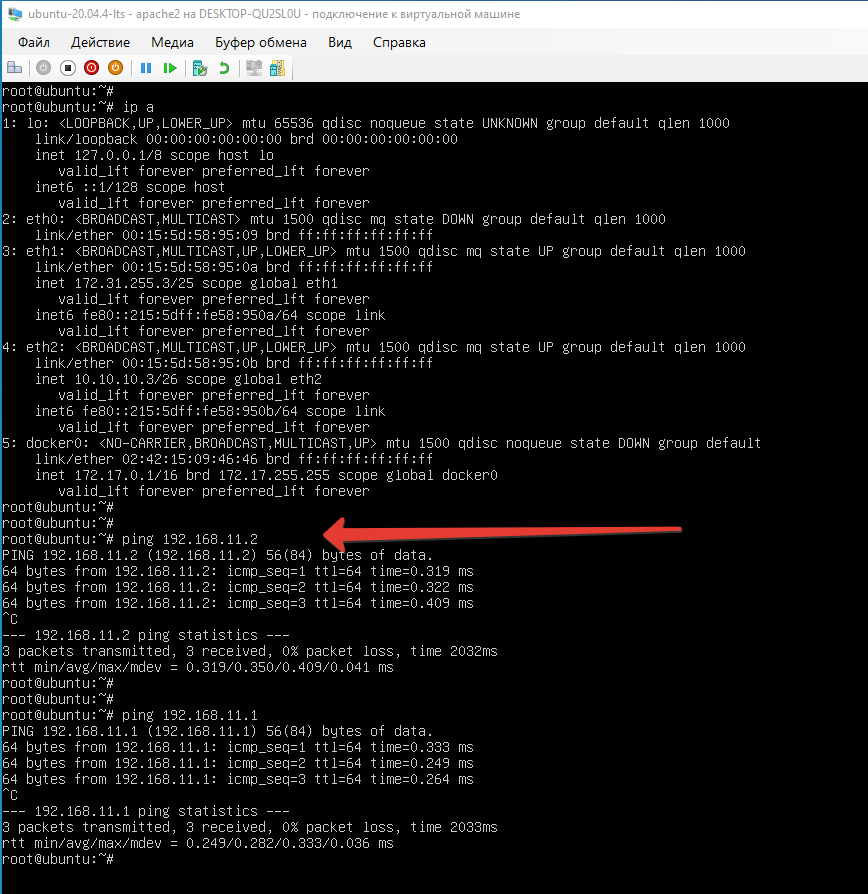 ubuntu-20.04.4-lts - apache2 на DESKTOP-QU2SL0U - подключение к виртуальной машине
Файл Действие Медиа Буфер обмена Вид Справка
root@ubuntu:~#
root@ubuntu:~# ip a
1: lo: <LOOPBACK,UP,LOWER_UP> mtu 65536 qdisc noqueue state UNKNOWN group default qlen 1000
    link/loopback 00:00:00:00:00:00 brd 00:00:00:00:00:00
    inet 127.0.0.1/8 scope host lo
       valid_lft forever preferred_lft forever
    inet6 ::1/128 scope host
       valid_lft forever preferred_lft forever
2: eth0: <BROADCAST,MULTICAST> mtu 1500 qdisc mq state DOWN group default qlen 1000
    link/ether 00:15:5d:58:95:09 brd ff:ff:ff:ff:ff:ff
3: eth1: <BROADCAST,MULTICAST,UP,LOWER_UP> mtu 1500 qdisc mq state UP group default qlen 1000
    link/ether 00:15:5d:58:95:0a brd ff:ff:ff:ff:ff:ff
    inet 172.31.255.3/25 scope global eth1
       valid_lft forever preferred_lft forever
    inet6 fe80::215:5dff:fe58:950a/64 scope link
       valid_lft forever preferred_lft forever
4: eth2: <BROADCAST,MULTICAST,UP,LOWER_UP> mtu 1500 qdisc mq state UP group default qlen 1000
    link/ether 00:15:5d:58:95:0b brd ff:ff:ff:ff:ff:ff
    inet 10.10.10.3/26 scope global eth2
       valid_lft forever preferred_lft forever
    inet6 fe80::215:5dff:fe58:950b/64 scope link
       valid_lft forever preferred_lft forever
5: docker0: <NO-CARRIER,BROADCAST,MULTICAST,UP> mtu 1500 qdisc noqueue state DOWN group default
    link/ether 02:42:15:09:46:46 brd ff:ff:ff:ff:ff:ff
    inet 172.17.0.1/16 brd 172.17.255.255 scope global docker0
       valid_lft forever preferred_lft forever
root@ubuntu:~#
root@ubuntu:~#
root@ubuntu:~# ping 192.168.11.2
PING 192.168.11.2 (192.168.11.2) 56(84) bytes of data.
64 bytes from 192.168.11.2: icmp_seq=1 ttl=64 time=0.319 ms
64 bytes from 192.168.11.2: icmp_seq=2 ttl=64 time=0.322 ms
64 bytes from 192.168.11.2: icmp_seq=3 ttl=64 time=0.409 ms
^C
--- 192.168.11.2 ping statistics ---
3 packets transmitted, 3 received, 0% packet loss, time 2032ms
rtt min/avg/max/mdev = 0.319/0.350/0.409/0.041 ms
root@ubuntu:~#
root@ubuntu:~#
root@ubuntu:~# ping 192.168.11.1
PING 192.168.11.1 (192.168.11.1) 56(84) bytes of data.
64 bytes from 192.168.11.1: icmp_seq=1 ttl=64 time=0.333 ms
64 bytes from 192.168.11.1: icmp_seq=2 ttl=64 time=0.249 ms
64 bytes from 192.168.11.1: icmp_seq=3 ttl=64 time=0.264 ms
^C
--- 192.168.11.1 ping statistics ---
3 packets transmitted, 3 received, 0% packet loss, time 2033ms
rtt min/avg/max/mdev = 0.249/0.282/0.333/0.036 ms
root@ubuntu:~#